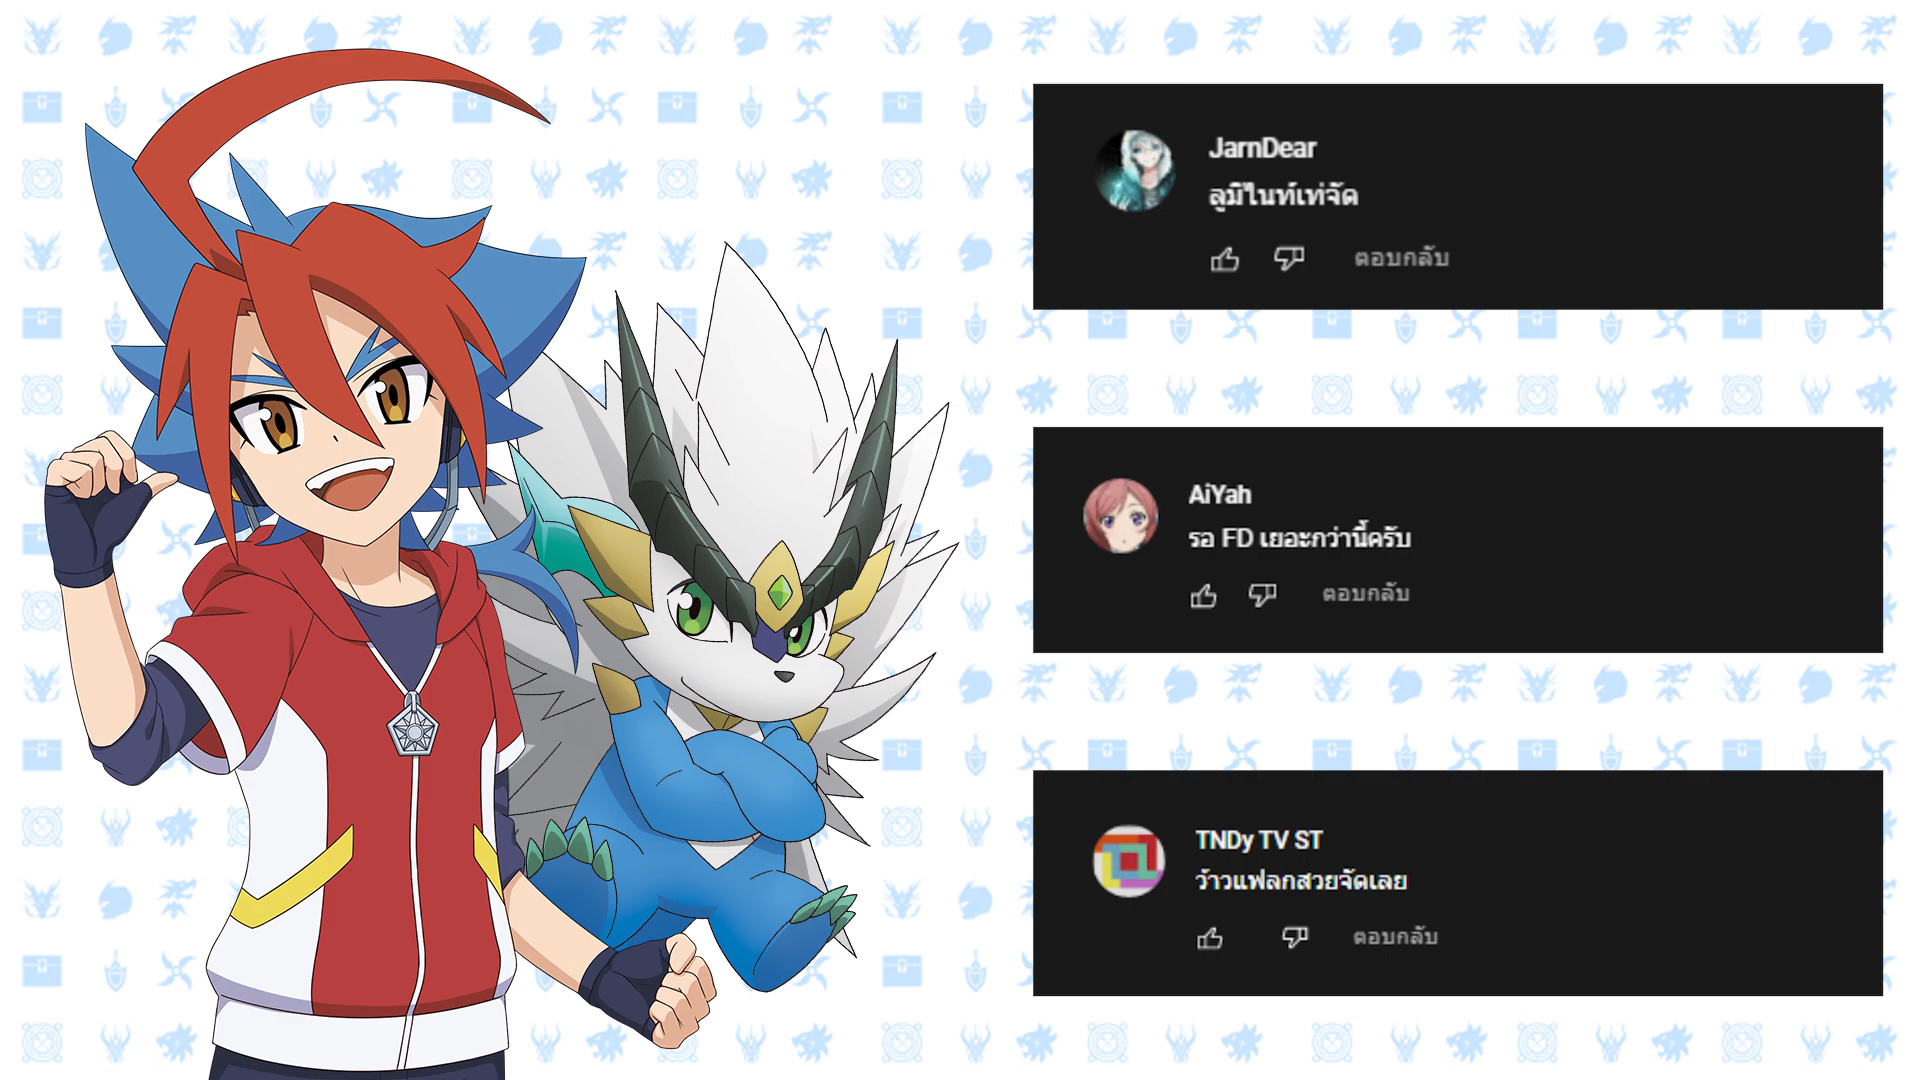 JarnDear
ลูมิไนท์เท่จัด
ตอบกลับ
AiYah
รอ FD เยอะกว่านี้ครับ
ตอบกลับ
TNDy TV ST
ว้าวแฟลกสวยจัดเลย
ตอบกลับ